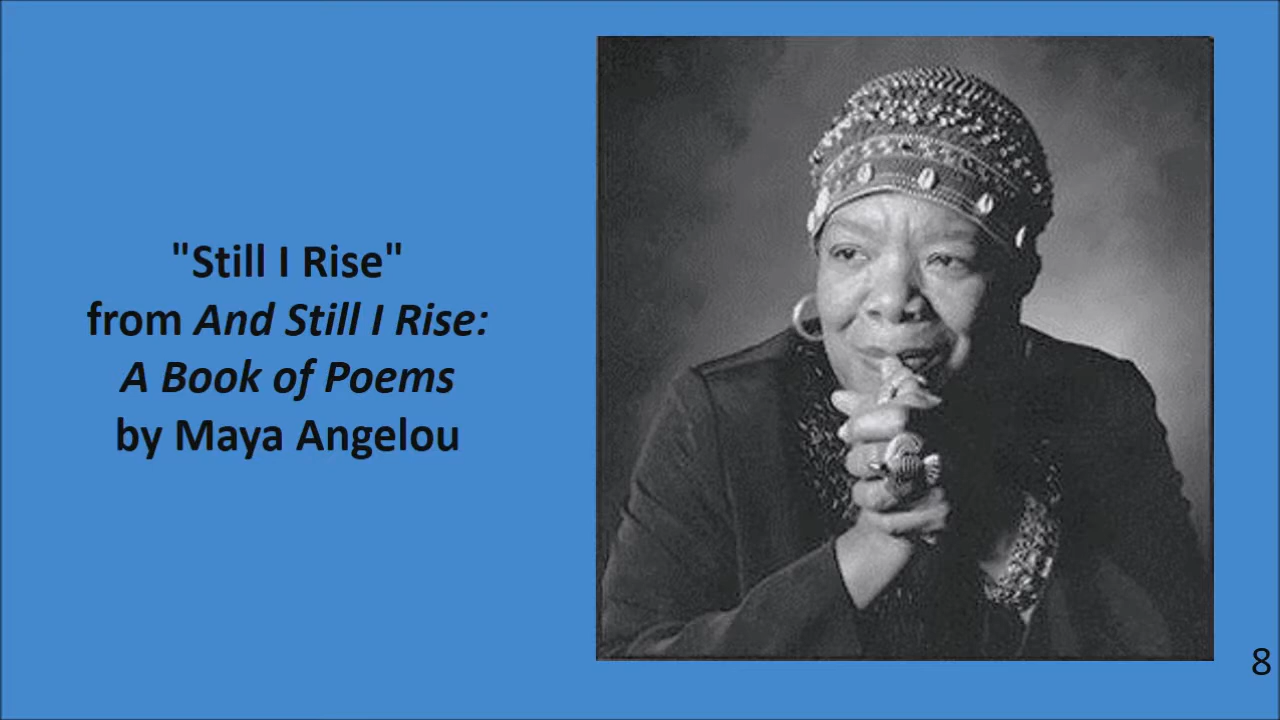 "Still I Rise"
from And Still I Rise:
A Book of Poems
by Maya Angelou
8